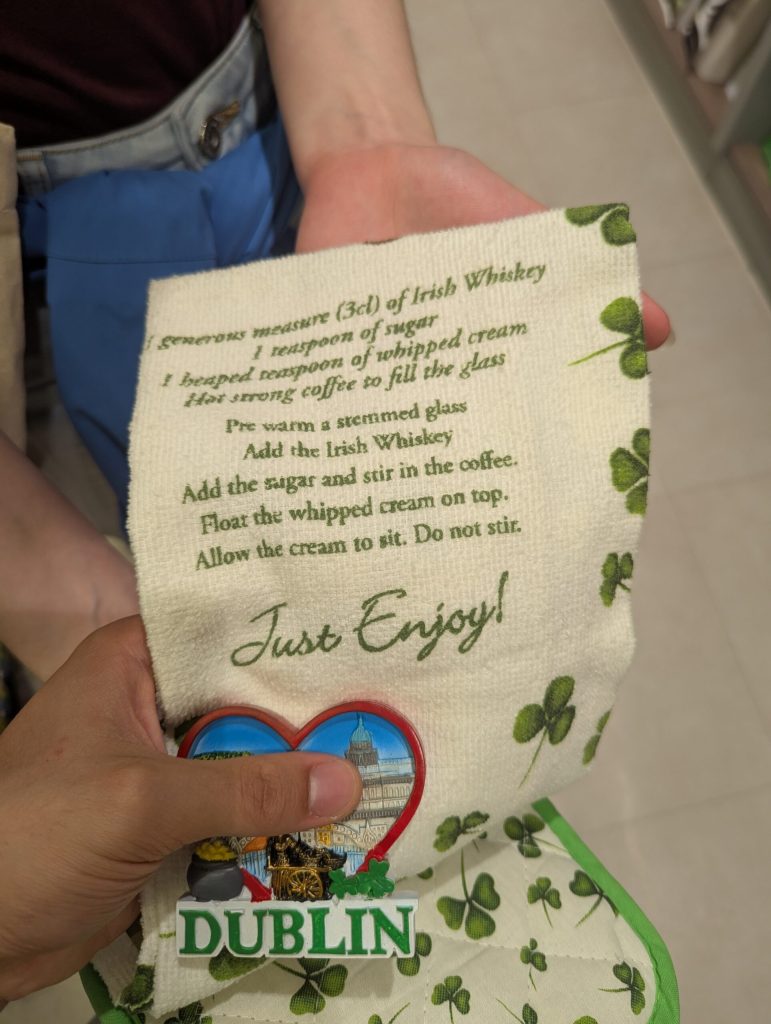 generous measure (3cl) of Irish Whiskey
1 teaspoon of sugar
1 heaped teaspoon of whipped cream
Hot strong coffee to fill the glass
Pre warm a stemmed glass
Add the Irish Whiskey
Add the sugar and stir in the coffee.
Float the whipped cream on top.
Allow the cream to sit. Do not stir.
Just Enjoy!
DUBLIN